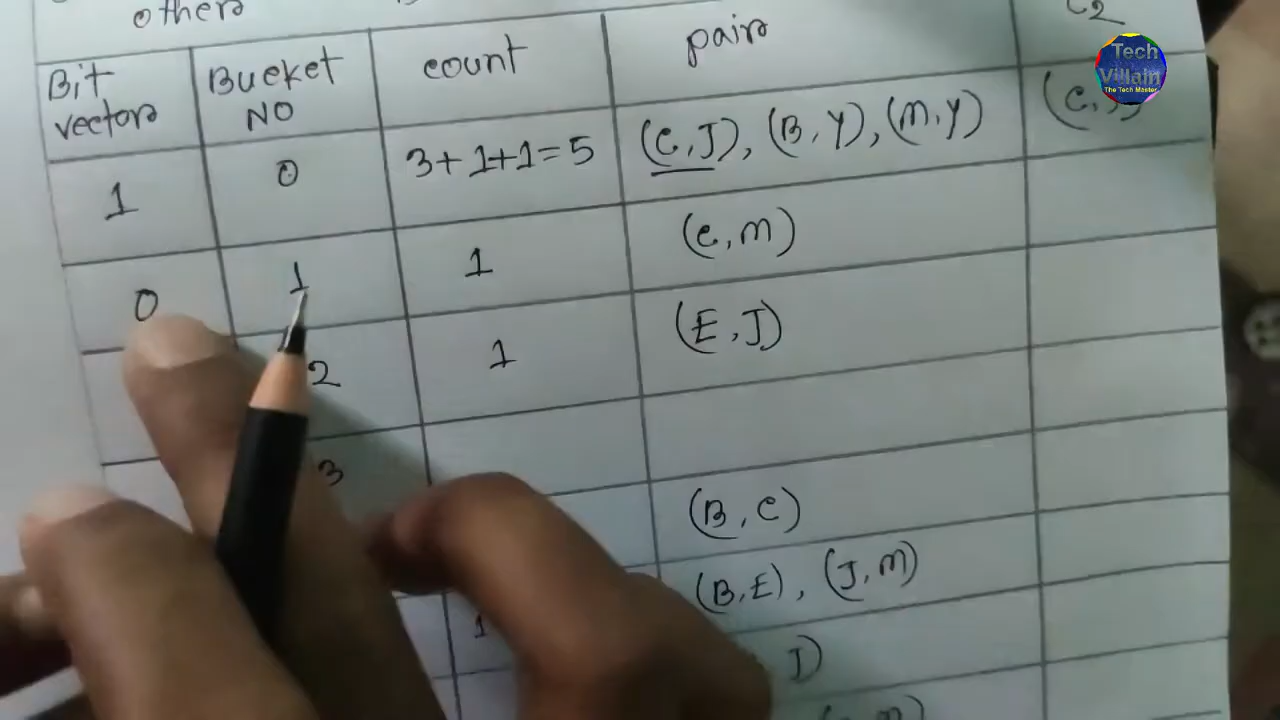 others
C2
Bit vector | Bucket NO | count | pair
1 | 0 | 3+1+1=5 | (C,J), (B,Y), (M,Y)
0 | 1 | 1 | (C,M)
2 | 1 | (E,J)
3
(B,C)
(B,E), (J,M)
1 | J)
Tech
Villain
The Tech Master